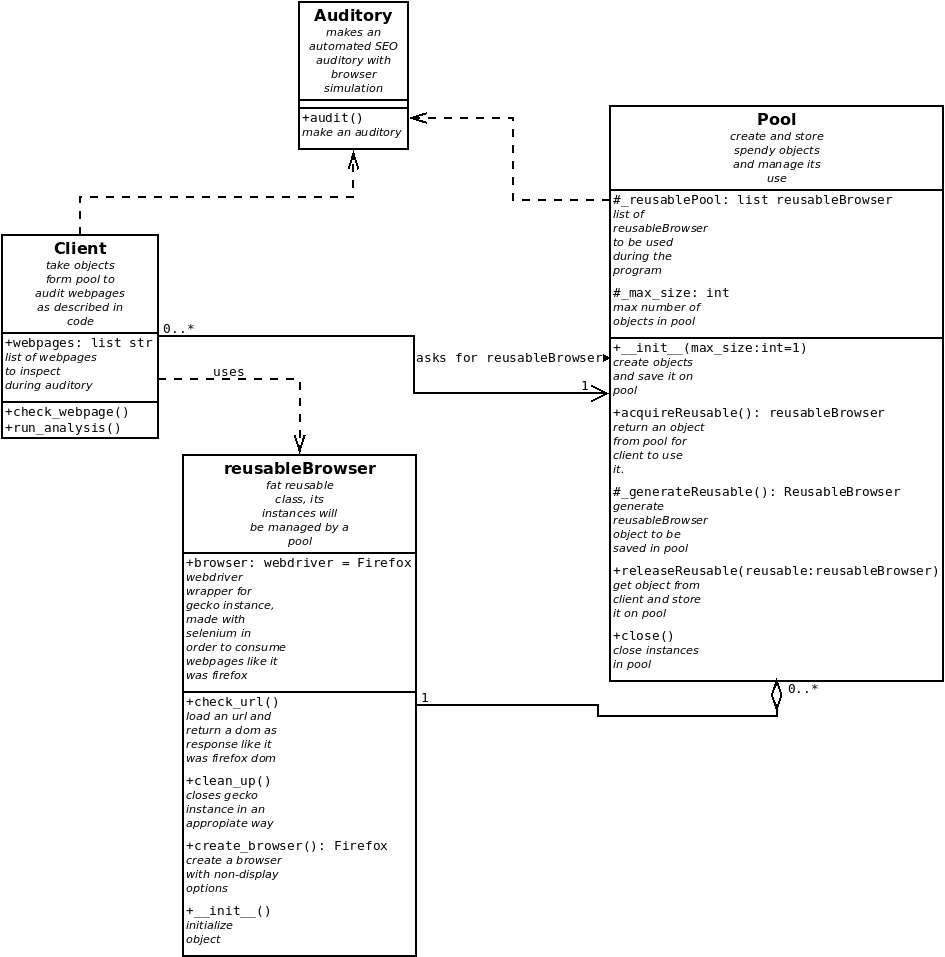 Auditory
makes an
automated SEO
auditory with
browser
simulation
+audit()
make an auditory
Pool
create and store
spendy objects
and manage its
use
#_reusablePool: list reusableBrowser
list of
reusableBrowser
to be used
during the
program
#_max_size: int
max number of
objects in pool
+__init__(max_size:int=1)
create objects
and save it on
pool
+acquireReusable(): reusableBrowser
return an object
from pool for
client to use
it.
#_generateReusable(): ReusableBrowser
generate
reusableBrowser
object to be
saved in pool
+releaseReusable(reusable:reusableBrowser)
get object from
client and store
it on pool
+close()
close instances
in pool
Client
take objects
form pool to
audit webpages
as described in
code
+webpages: list str
list of webpages
to inspect
during auditory
+check_webpage()
+run_analysis()
0..*
asks for reusableBrowser
1
uses
reusableBrowser
fat reusable
class, its
instances will
be managed by a
pool
+browser: webdriver = Firefox
webdriver
wrapper for
gecko instance,
made with
selenium in
order to consume
webpages like it
was firefox
+check_url()
load an url and
return a dom as
response like it
was firefox dom
+clean_up()
closes gecko
instance in an
appropiate way
+create_browser(): Firefox
create a browser
with non-display
options
+__init__()
initialize
object
1
0..*